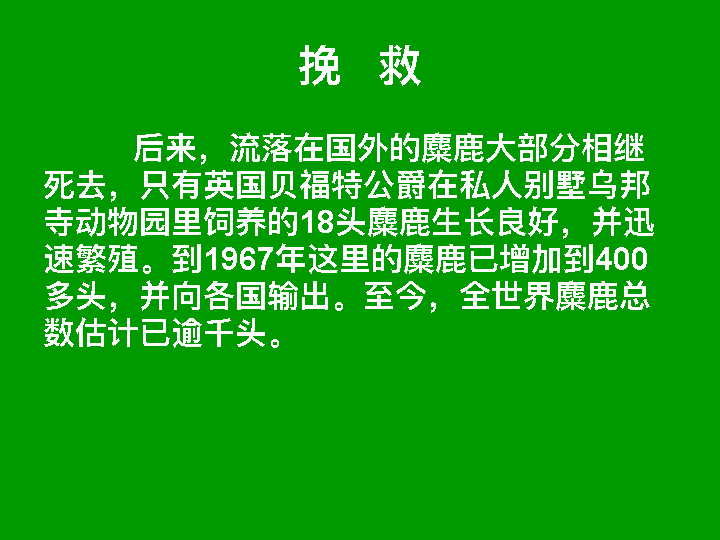 挽 救
后来，流落在国外的麋鹿大部分相继
死去，只有英国贝福特公爵在私人别墅乌邦
寺动物园里饲养的18头麋鹿生长良好，并迅
速繁殖。到1967年这里的麋鹿已增加到400
多头，并向各国输出。至今，全世界麋鹿总
数估计已逾千头。